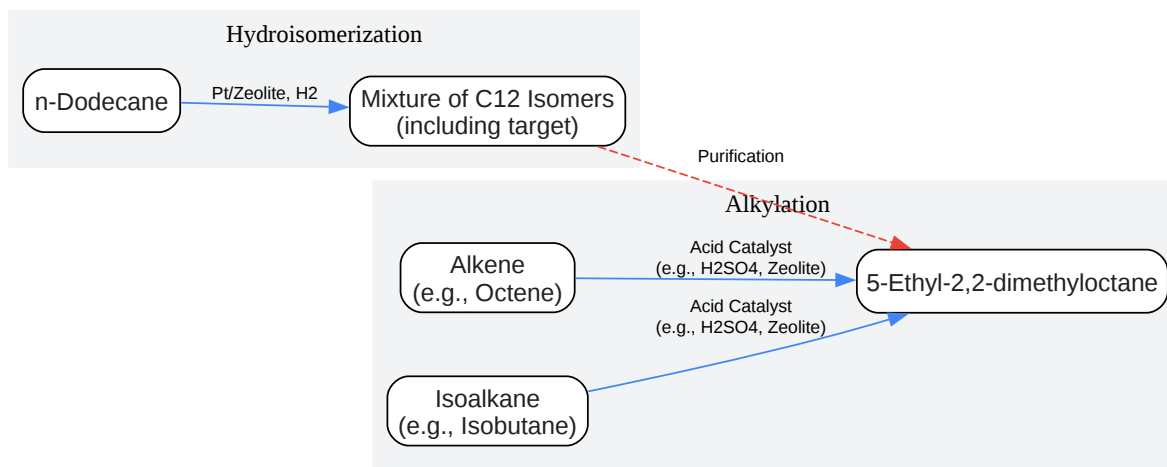 Hydroisomerization
n-Dodecane
Pt/Zeolite, H2
Mixture of C12 Isomers
(including target)
Purification
Alkylation
Alkene
(e.g., Octene)
Acid Catalyst
(e.g., H2SO4, Zeolite)
5-Ethyl-2,2-dimethyloctane
Acid Catalyst
(e.g., H2SO4, Zeolite)
Isoalkane
(e.g., Isobutane)